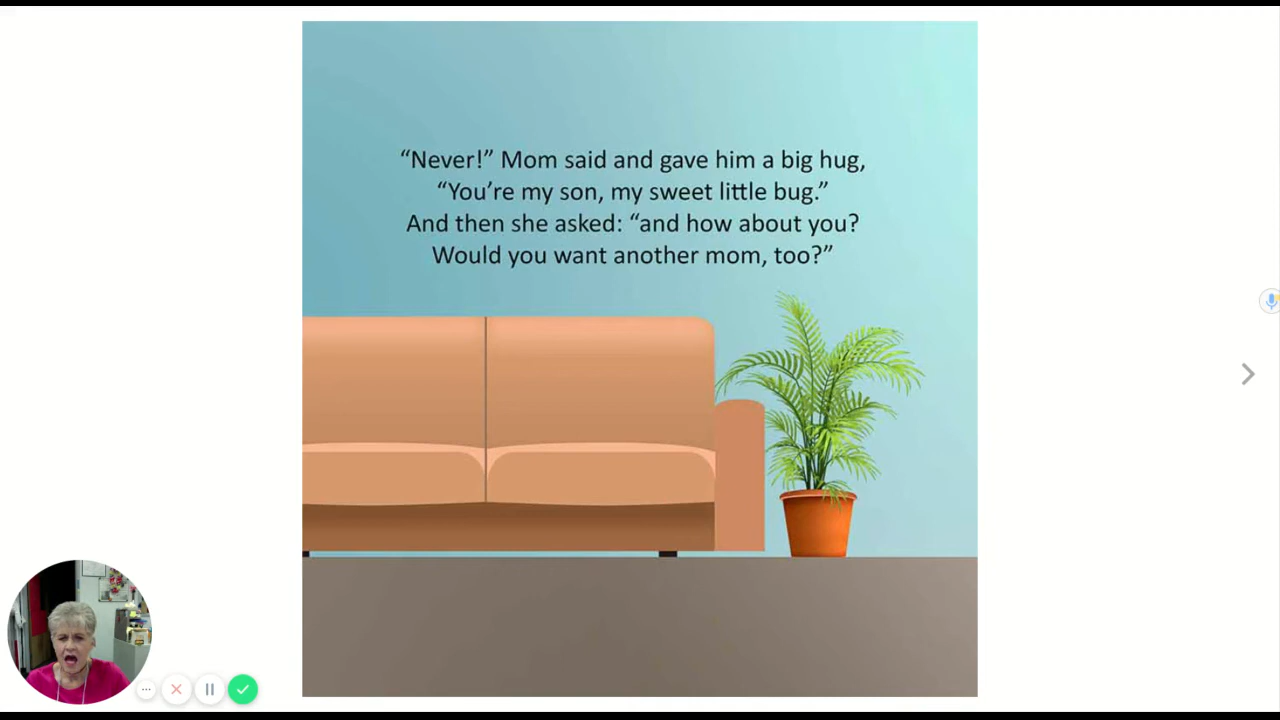 “Never!” Mom said and gave him a big hug,
“You’re my son, my sweet little bug.”
And then she asked: “and how about you?
Would you want another mom, too?”